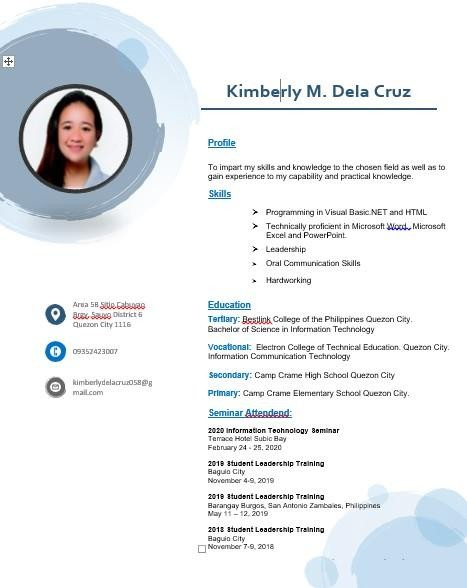 Kimberly M. Dela Cruz
Profile
To impart my skills and knowledge to the chosen field as well as to
gain experience to my capability and practical knowledge.
Skills
Programming in Visual Basic.NET and HTML
Technically proficient in Microsoft Word, Microsoft
Excel and PowerPoint.
Leadership
Oral Communication Skills
Hardworking
Area 5B Sitio Cabuyao
Brgy. Sauyo District 6
Quezon City 1116
09352423007
kimberlydelacruz058@g
mail.com
Education
Tertiary: Bestlink College of the Philippines Quezon City.
Bachelor of Science in Information Technology
Vocational: Electron College of Technical Education. Quezon City.
Information Communication Technology
Secondary: Camp Crame High School Quezon City
Primary: Camp Crame Elementary School Quezon City.
Seminar Attendend:
2020 Information Technology Seminar
Terrace Hotel Subic Bay
February 24 - 25, 2020
2019 Student Leadership Training
Baguio City
November 4-9, 2019
2019 Student Leadership Training
Barangay Burgos, San Antonio Zambales, Philippines
May 11 – 12, 2019
2018 Student Leadership Training
Baguio City
November 7-9, 2018